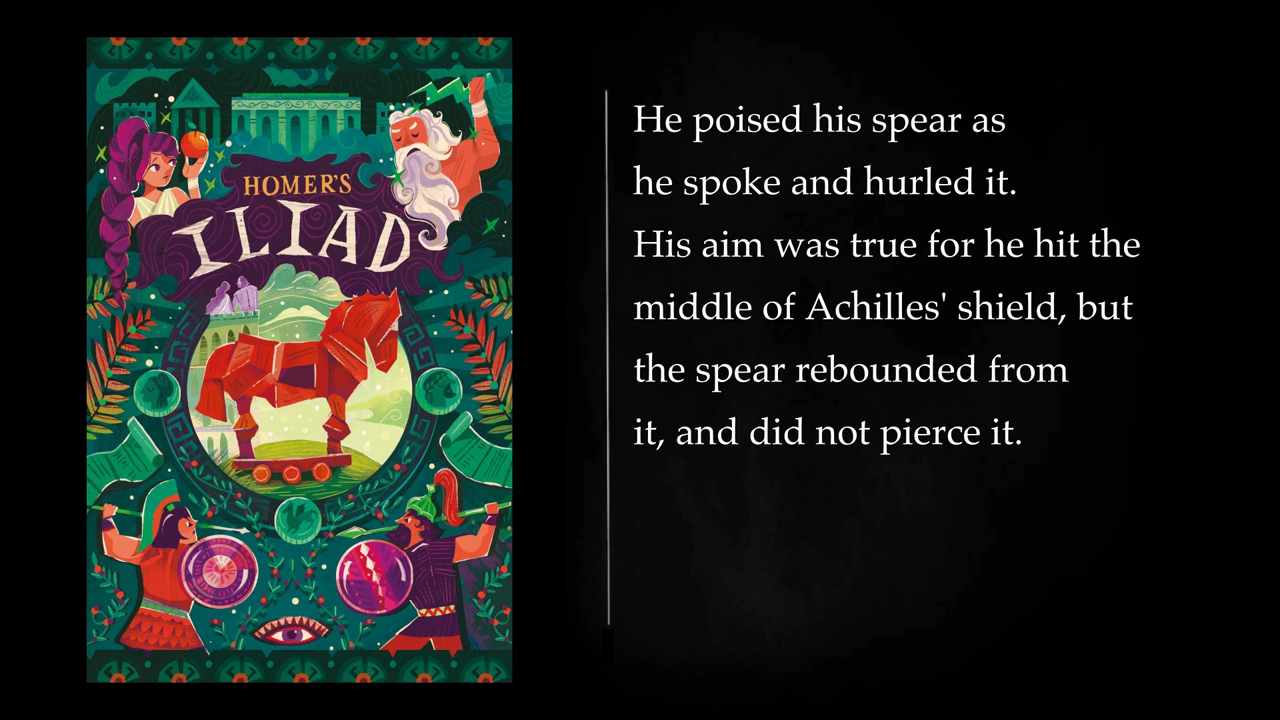 HOMER'S
ILIAD
He poised his spear as
he spoke and hurled it.
His aim was true for he hit the
middle of Achilles' shield, but
the spear rebounded from
it, and did not pierce it.